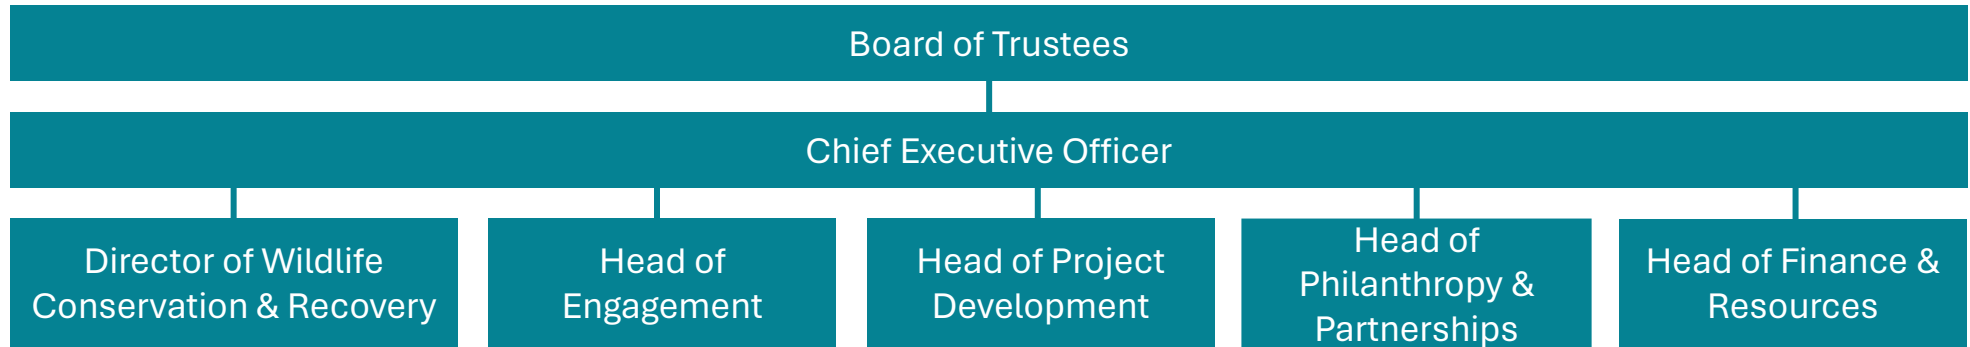 Board of Trustees
Chief Executive Officer
Director of Wildlife
Conservation & Recovery
Head of
Engagement
Head of Project
Development
Head of
Philanthropy &
Partnerships
Head of Finance &
Resources